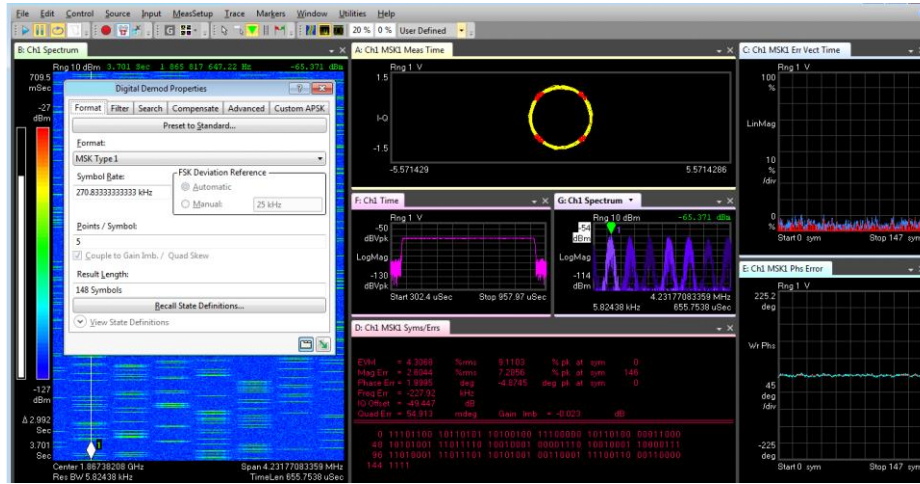 File Edit Control Source Input MeasSetup Trace Markers Window Utilities Help
20 % 0 % User Defined
B: Ch1 Spectrum
Rng 10 dBm 3.701 Sec 1 865 817 647.22 Hz -65.371 dBm
709.5
mSec
-27
dBm
-127
dBm
Δ 2.992
Sec
3.701
Sec
1
Center 1.86738208 GHz Span 4.23177083359 MHz
Res BW 5.82438 kHz TimeLen 655.7538 uSec
Digital Demod Properties
Format Filter Search Compensate Advanced Custom APSK
Preset to Standard...
Format:
MSK Type 1
Symbol Rate:
270.83333333333 kHz
FSK Deviation Reference
Automatic
Manual: 25 kHz
Points / Symbol:
5
Couple to Gain Imb. / Quad Skew
Result Length:
148 Symbols
Recall State Definitions...
View State Definitions
A: Ch1 MSK1 Meas Time
Rng 1 V
1.5
I-Q
-1.5
-5.571429 5.5714286
F: Ch1 Time
Rng 1 V
-50
dBVpk
LogMag
-130
dBVpk
Start 302.4 uSec Stop 957.97 uSec
G: Ch1 Spectrum
Rng 10 dBm -65.371 dBm
-54
dBm
1
LogMag
-114
dBm
4.23177083359 MHz
5.82438 kHz 655.7538 uSec
D: Ch1 MSK1 Syms/Errs
EVM = 4.3068 %rms 9.1103 % pk at sym 0
Mag Err = 2.6944 %rms 7.2856 % pk at sym 146
Phase Err = 1.9995 deg -4.8745 deg pk at sym 0
Freq Err = -227.92 kHz
IQ Offset = -49.447 dB
Quad Err = 54.913 mdeg Gain Imb. = -0.023 dB
0 11101100 10110101 10100100 11100000 10110100 00011000
48 10101001 11011110 10010001 00001110 10010001 10000111
96 11010001 11011101 10101001 00110001 11100110 00110000
144 1111
C: Ch1 MSK1 Err Vect Time
Rng 1 V
100
%
LinMag
10
%
/div
0
%
Start 0 sym Stop 147 sym
E: Ch1 MSK1 Phs Error
Rng 1 V
225.2
deg
Wr Phs
45
deg
/div
-225
deg
Start 0 sym Stop 147 sym